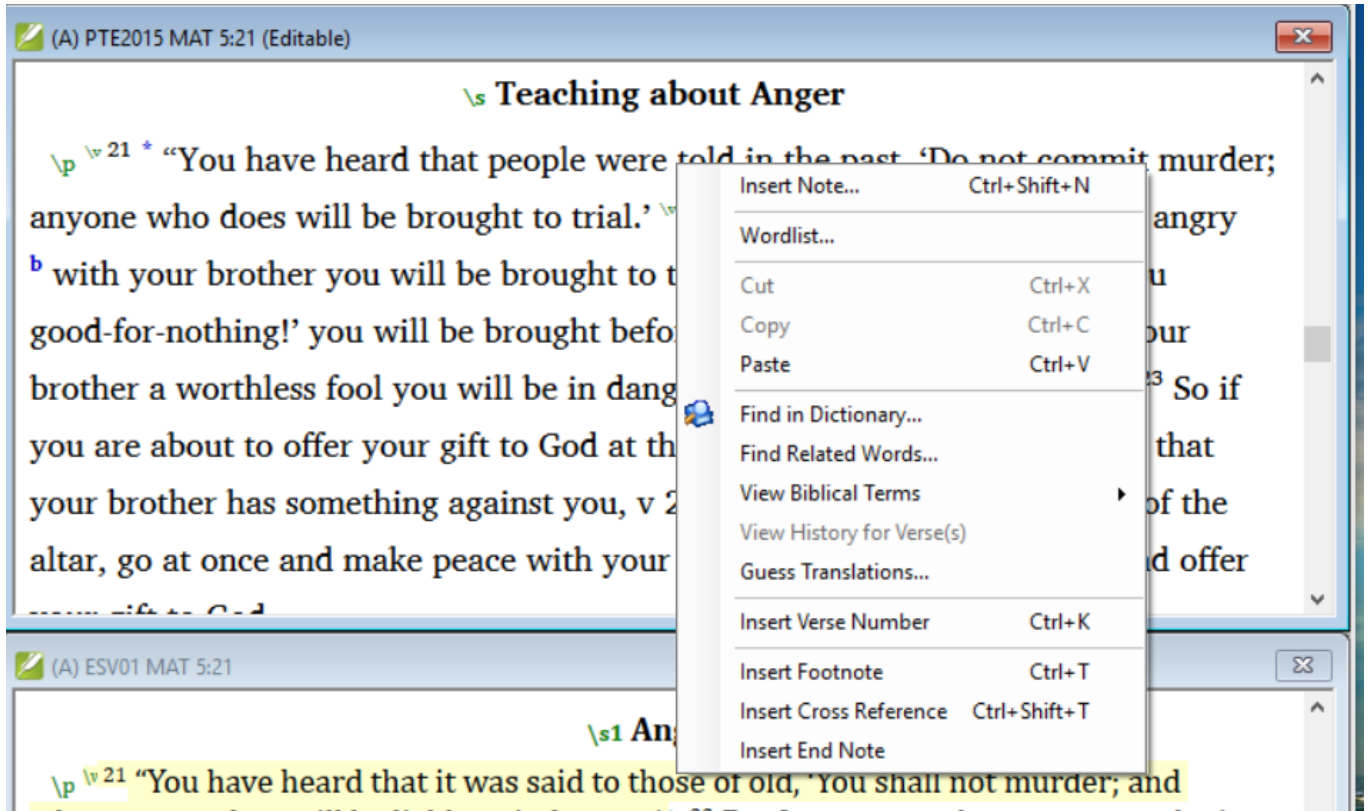 (A) PTE2015 MAT 5:21 (Editable)
\s Teaching about Anger
\p \v 21 * “You have heard that people were told in the past, ‘Do not commit murder;
anyone who does will be brought to trial.’ \v angry
b with your brother you will be brought to t u
good-for-nothing!’ you will be brought befo our
brother a worthless fool you will be in dang 23 So if
you are about to offer your gift to God at th that
your brother has something against you, v 2 of the
altar, go at once and make peace with your d offer
your gift to God
Insert Note... Ctrl+Shift+N
Wordlist...
Cut Ctrl+X
Copy Ctrl+C
Paste Ctrl+V
Find in Dictionary...
Find Related Words...
View Biblical Terms
View History for Verse(s)
Guess Translations...
Insert Verse Number Ctrl+K
Insert Footnote Ctrl+T
Insert Cross Reference Ctrl+Shift+T
Insert End Note
(A) ESV01 MAT 5:21
\s1 Ang
\p \v 21 “You have heard that it was said to those of old, ‘You shall not murder; and